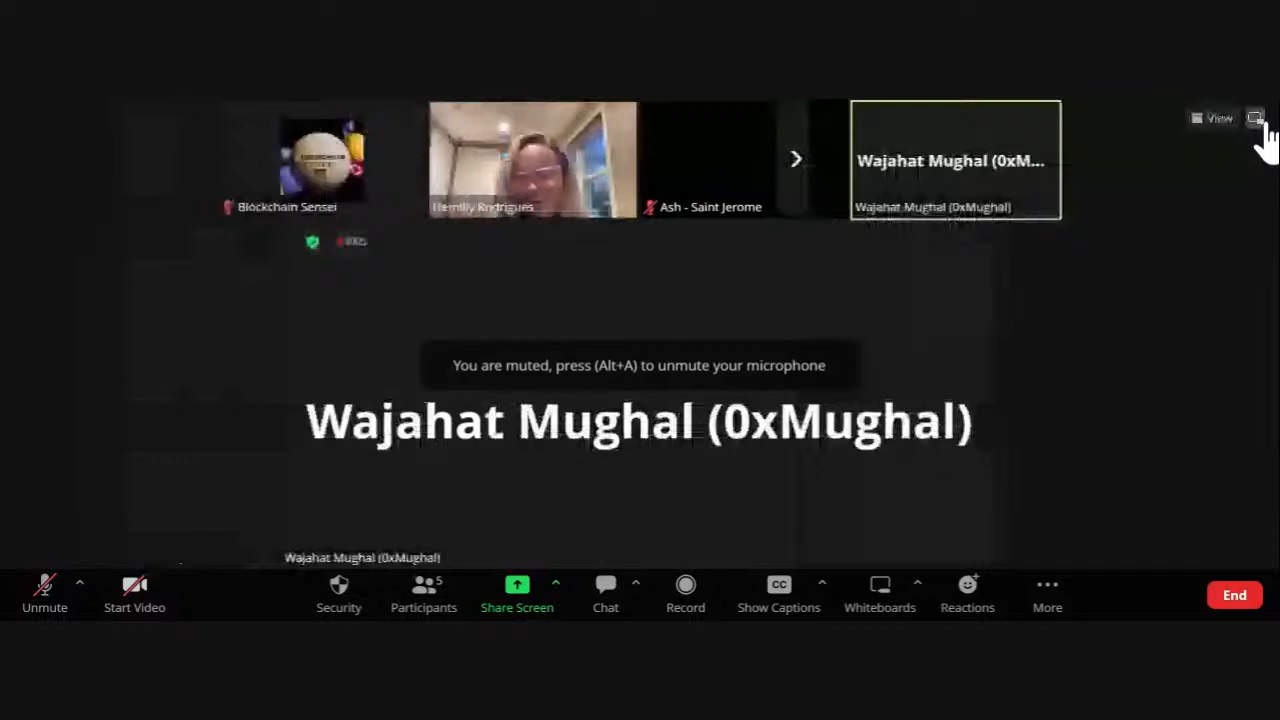 View
Wajahat Mughal (0xM...
Blockchain Sensei
Hemilly Rodrigues
Ash - Saint Jerome
Wajahat Mughal (0xMughal)
You are muted, press (Alt+A) to unmute your microphone
Wajahat Mughal (0xMughal)
Wajahat Mughal (0xMughal)
5
CC
Unmute
Start Video
Security
Participants
Share Screen
Chat
Record
Show Captions
Whiteboards
Reactions
More
End